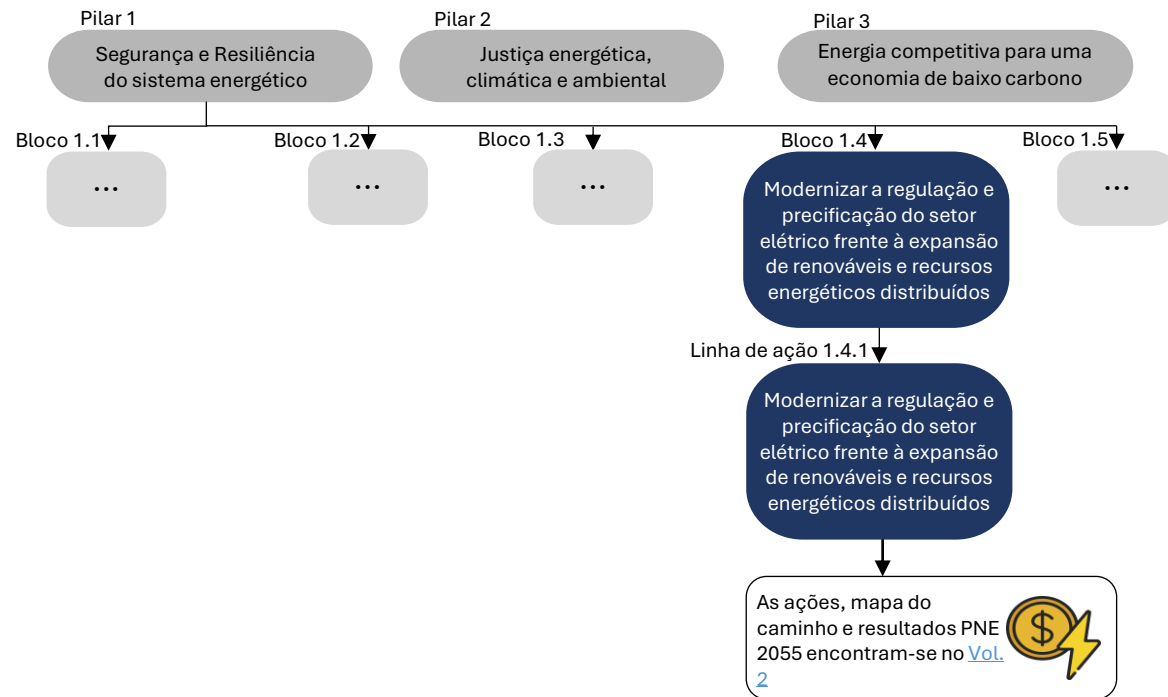 Pilar 1
Segurança e Resiliência
do sistema energético
Pilar 2
Justiça energética,
climática e ambiental
Pilar 3
Energia competitiva para uma
economia de baixo carbono
Bloco 1.1
...
Bloco 1.2
...
Bloco 1.3
...
Bloco 1.4
Modernizar a regulação e
precificação do setor
elétrico frente à expansão
de renováveis e recursos
energéticos distribuídos
Bloco 1.5
...
Linha de ação 1.4.1
Modernizar a regulação e
precificação do setor
elétrico frente à expansão
de renováveis e recursos
energéticos distribuídos
As ações, mapa do
caminho e resultados PNE
2055 encontram-se no Vol.
2
$